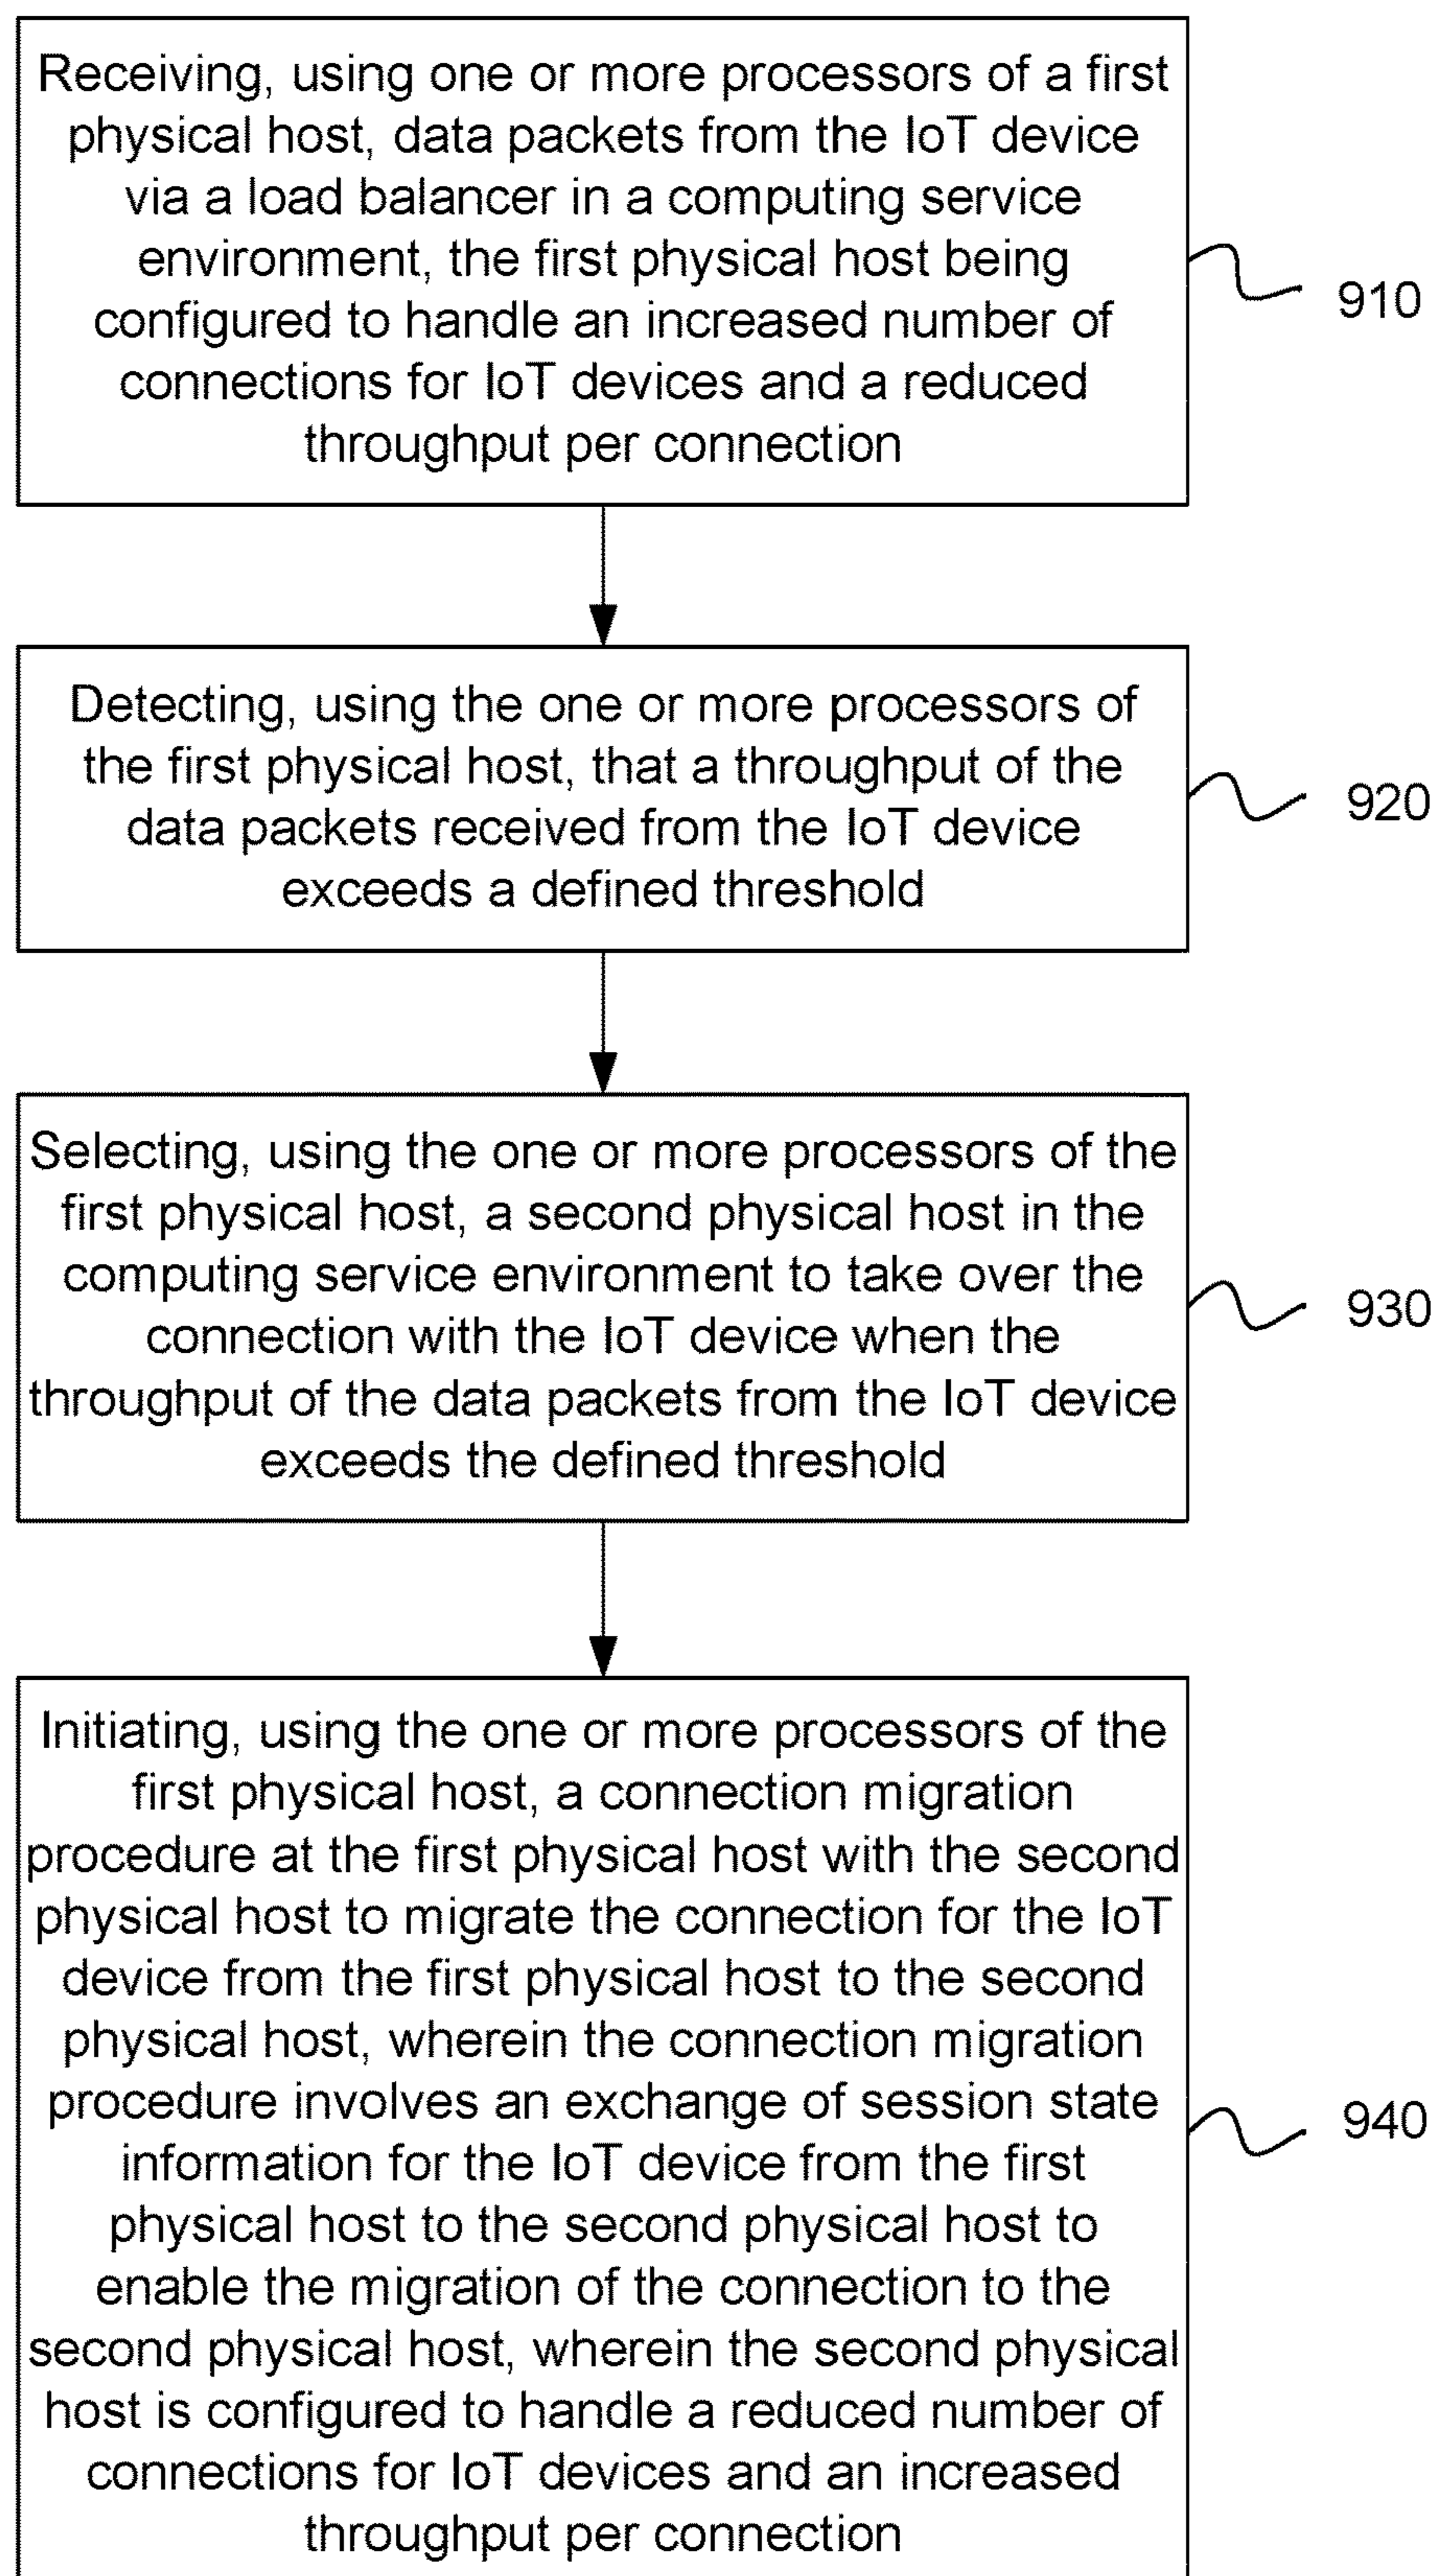 Receiving, using one or more processors of a first
physical host, data packets from the IoT device
via a load balancer in a computing service
environment, the first physical host being
configured to handle an increased number of
connections for IoT devices and a reduced
throughput per connection
910
Detecting, using the one or more processors of
the first physical host, that a throughput of the
data packets received from the IoT device
exceeds a defined threshold
920
Selecting, using the one or more processors of the
first physical host, a second physical host in the
computing service environment to take over the
connection with the IoT device when the
throughput of the data packets from the IoT device
exceeds the defined threshold
930
Initiating, using the one or more processors of the
first physical host, a connection migration
procedure at the first physical host with the second
physical host to migrate the connection for the IoT
device from the first physical host to the second
physical host, wherein the connection migration
procedure involves an exchange of session state
information for the IoT device from the first
physical host to the second physical host to
enable the migration of the connection to the
second physical host, wherein the second physical
host is configured to handle a reduced number of
connections for IoT devices and an increased
throughput per connection
940